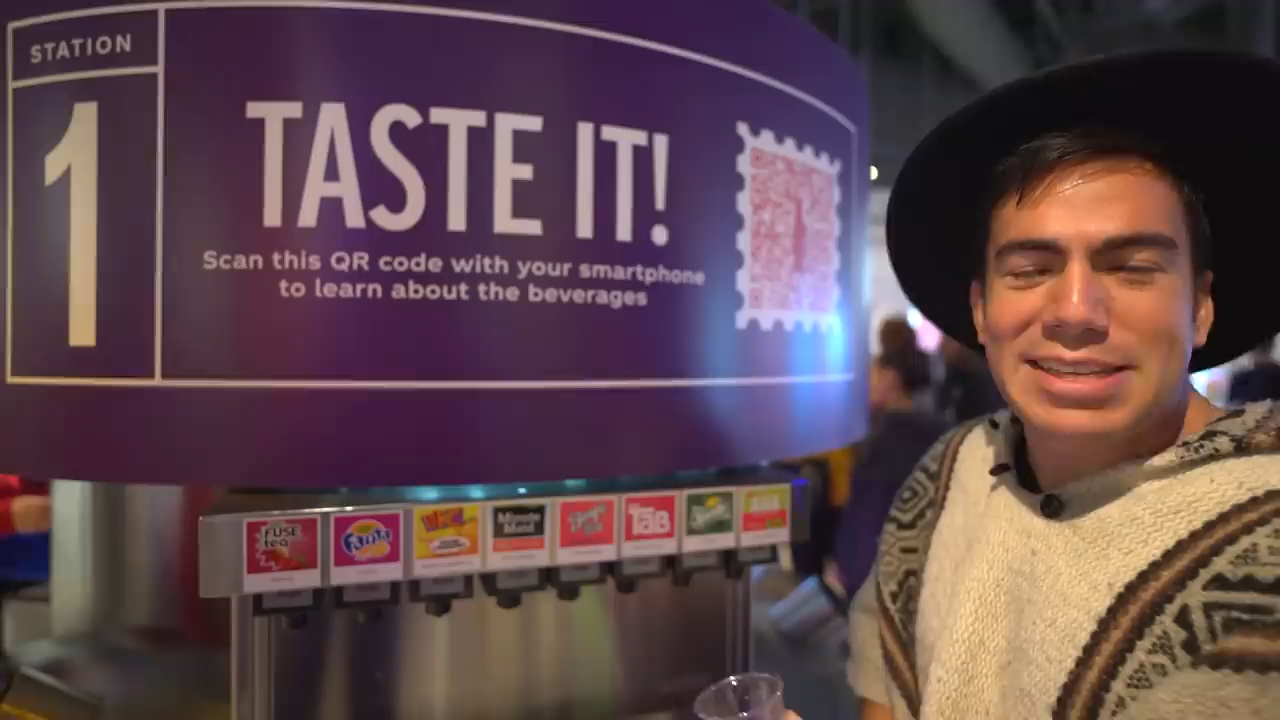 STATION
1
TASTE IT!
Scan this QR code with your smartphone
to learn about the beverages
FUSE
tea
Fanta
Minute
Maid
TaB
Sprite